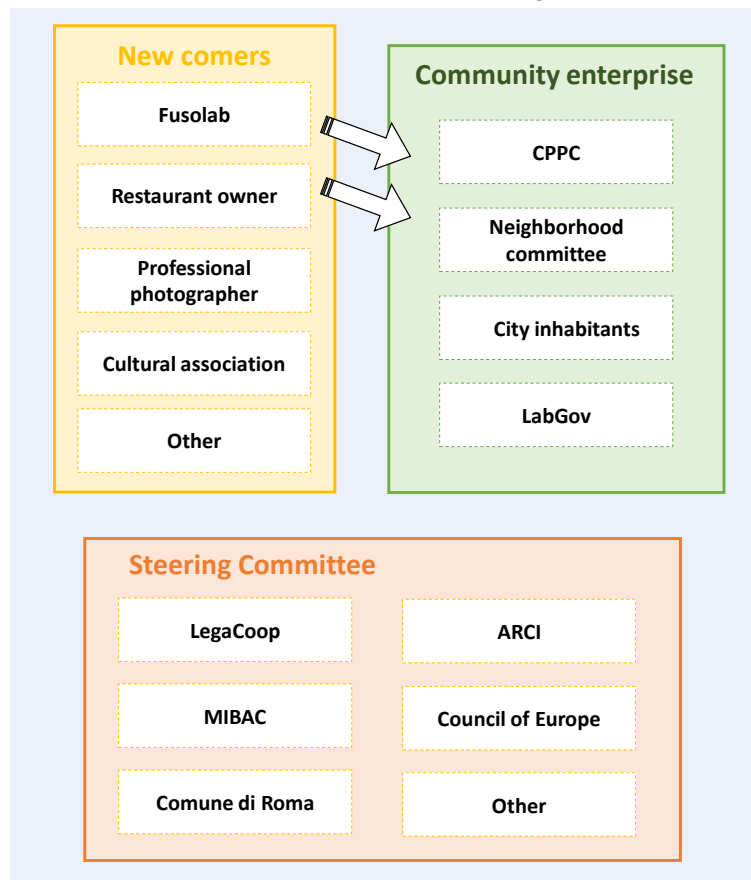 New comers
Fusolab
Restaurant owner
Professional
photographer
Cultural association
Other
Community enterprise
CPPC
Neighborhood
committee
City inhabitants
LabGov
Steering Committee
LegaCoop
ARCI
MIBAC
Council of Europe
Comune di Roma
Other